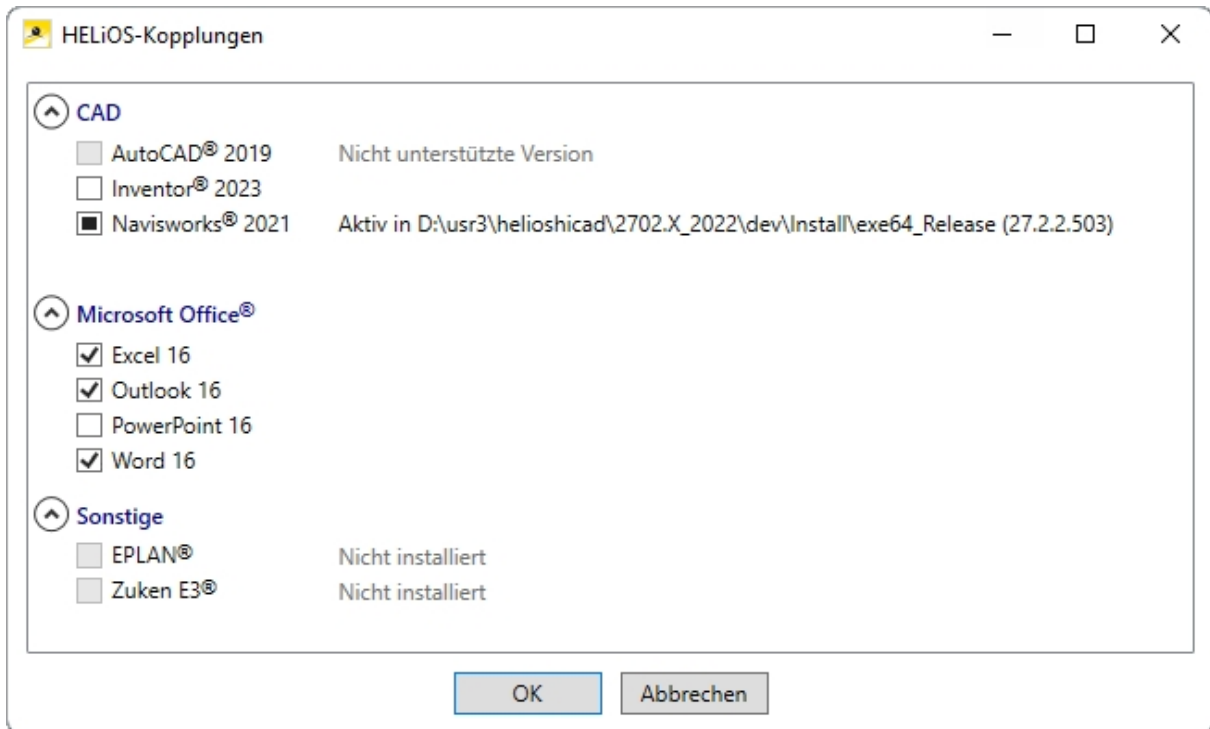 HELiOS-Kopplungen
CAD
AutoCAD® 2019 Nicht unterstützte Version
Inventor® 2023
Navisworks® 2021 Aktiv in D:\usr3\helioshicad\2702.X_2022\dev\Install\exe64_Release (27.2.2.503)
Microsoft Office®
Excel 16
Outlook 16
PowerPoint 16
Word 16
Sonstige
EPLAN® Nicht installiert
Zuken E3® Nicht installiert
OK Abbrechen